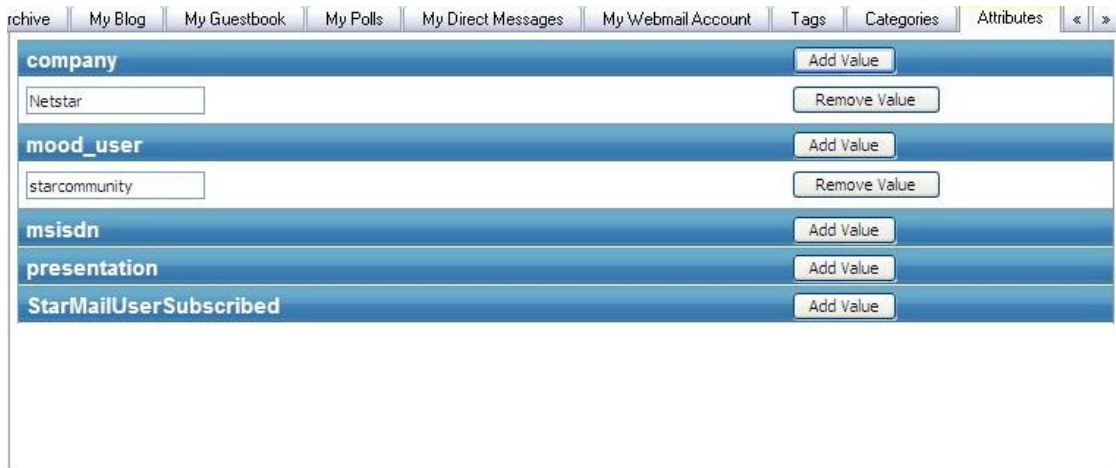 rchive My Blog My Guestbook My Polls My Direct Messages My Webmail Account Tags Categories Attributes « »
company Add Value
Netstar Remove Value
mood_user Add Value
starcommunity Remove Value
msisdn Add Value
presentation Add Value
StarMailUserSubscribed Add Value